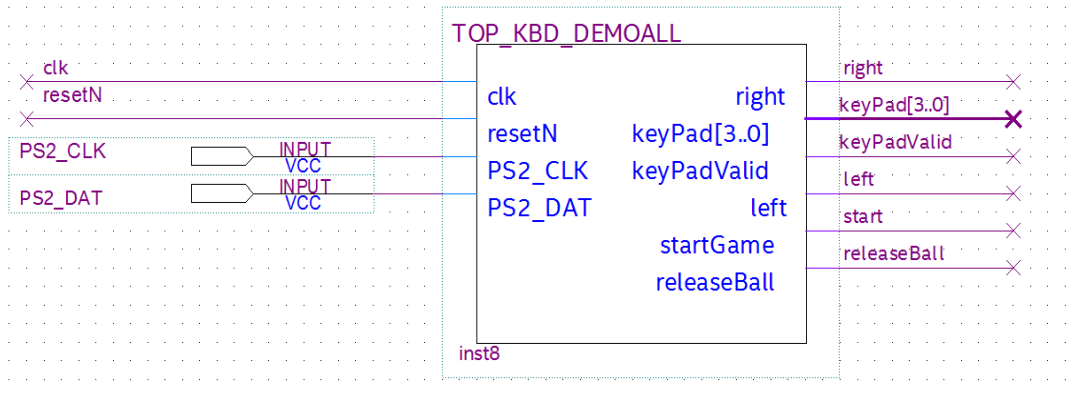 TOP_KBD_DEMOALL
clk
resetN
PS2_CLK
INPUT
VCC
PS2_DAT
INPUT
VCC
clk
resetN
PS2_CLK
PS2_DAT
right
keyPad[3..0]
keyPadValid
left
startGame
releaseBall
right
keyPad[3..0]
keyPadValid
left
start
releaseBall
inst8